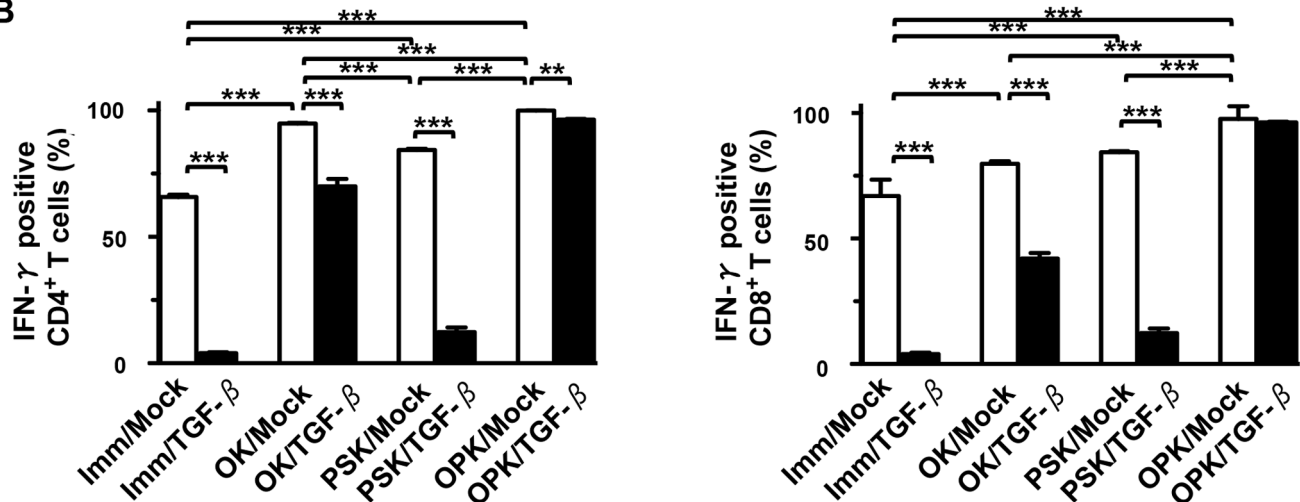 B
***
***
***
***
***
**
***
***
***
***
100
50
0
IFN-γ positive
CD4+ T cells (%)
Imm/Mock
Imm/TGF-β
OK/Mock
OK/TGF-β
PSK/Mock
PSK/TGF-β
OPK/Mock
OPK/TGF-β
***
***
***
***
***
***
***
***
100
50
0
IFN-γ positive
CD8+ T cells (%)
Imm/Mock
Imm/TGF-β
OK/Mock
OK/TGF-β
PSK/Mock
PSK/TGF-β
OPK/Mock
OPK/TGF-β